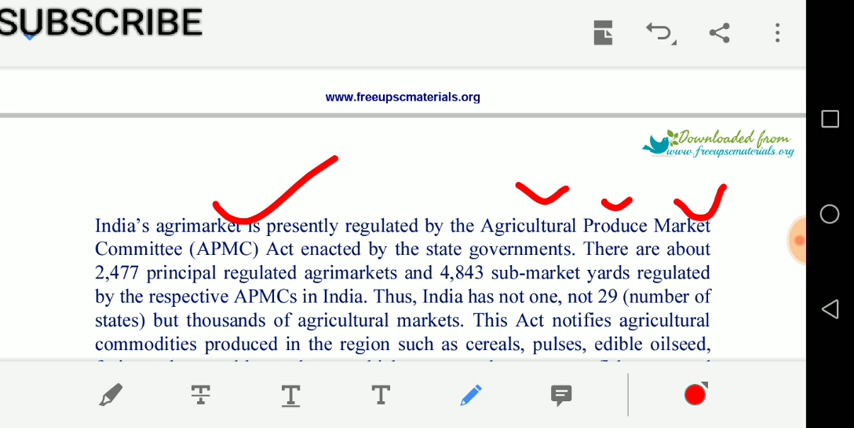 SUBSCRIBE
www.freeupscmaterials.org
Downloaded from
www.freeupscmaterials.org
India's agrimarket is presently regulated by the Agricultural Produce Market
Committee (APMC) Act enacted by the state governments. There are about
2,477 principal regulated agrimarkets and 4,843 sub-market yards regulated
by the respective APMCs in India. Thus, India has not one, not 29 (number of
states) but thousands of agricultural markets. This Act notifies agricultural
commodities produced in the region such as cereals, pulses, edible oilseed,